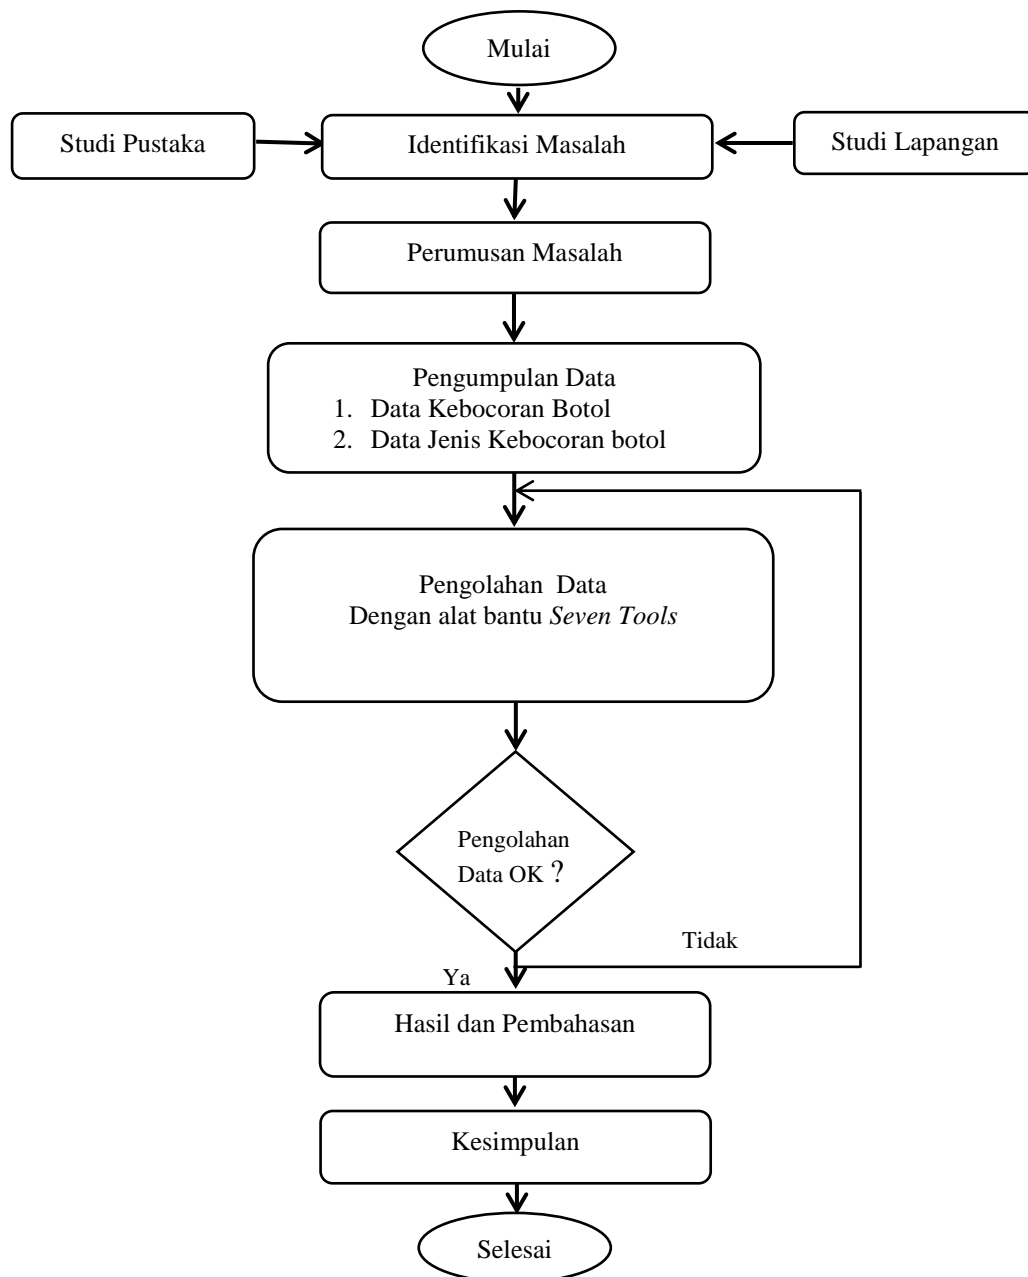 Mulai
Studi Pustaka
Identifikasi Masalah
Studi Lapangan
Perumusan Masalah
Pengumpulan Data
1. Data Kebocoran Botol
2. Data Jenis Kebocoran botol
Pengolahan Data
Dengan alat bantu Seven Tools
Pengolahan
Data OK ?
Tidak
Ya
Hasil dan Pembahasan
Kesimpulan
Selesai